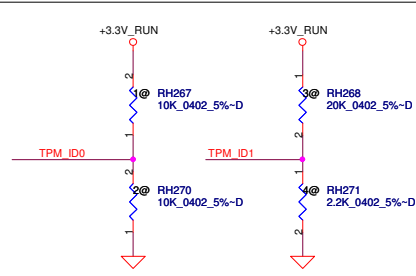 +3.3V_RUN +3.3V_RUN
2 1
1@ RH267 3@ RH268
10K_0402_5%~D 20K_0402_5%~D
1 2
TPM_ID0 TPM_ID1
2 1
2@ RH270 4@ RH271
10K_0402_5%~D 2.2K_0402_5%~D
1 2